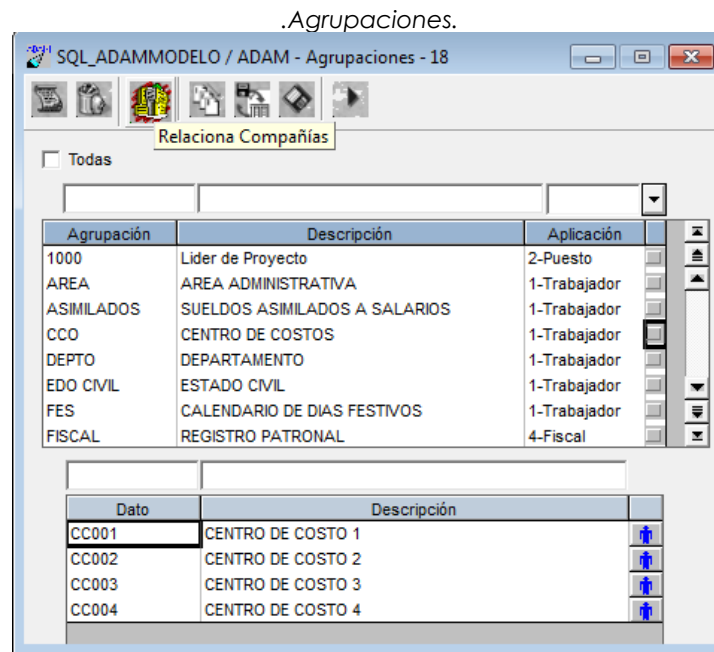 .Agrupaciones.
SQL_ADAMMODELO / ADAM - Agrupaciones - 18
Relaciona Compañías
Todas
Agrupación Descripción Aplicación
1000 Lider de Proyecto 2-Puesto
AREA AREA ADMINISTRATIVA 1-Trabajador
ASIMILADOS SUELDOS ASIMILADOS A SALARIOS 1-Trabajador
CCO CENTRO DE COSTOS 1-Trabajador
DEPTO DEPARTAMENTO 1-Trabajador
EDO CIVIL ESTADO CIVIL 1-Trabajador
FES CALENDARIO DE DIAS FESTIVOS 1-Trabajador
FISCAL REGISTRO PATRONAL 4-Fiscal
Dato Descripción
CC001 CENTRO DE COSTO 1
CC002 CENTRO DE COSTO 2
CC003 CENTRO DE COSTO 3
CC004 CENTRO DE COSTO 4